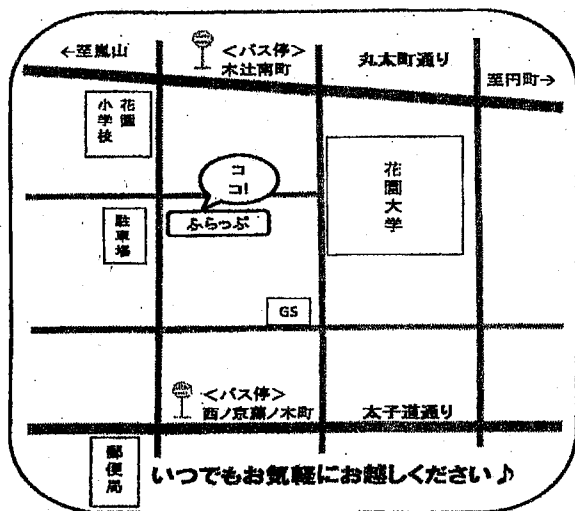 ←至嵐山
＜バス停＞
木辻南町
丸太町通り
至円町→
花園
小学校
コ
コ!
ふらっぷ
駐車場
花園大学
GS
＜バス停＞
西ノ京藤ノ木町
太子道通り
郵便局
いつでもお気軽にお越しください♪